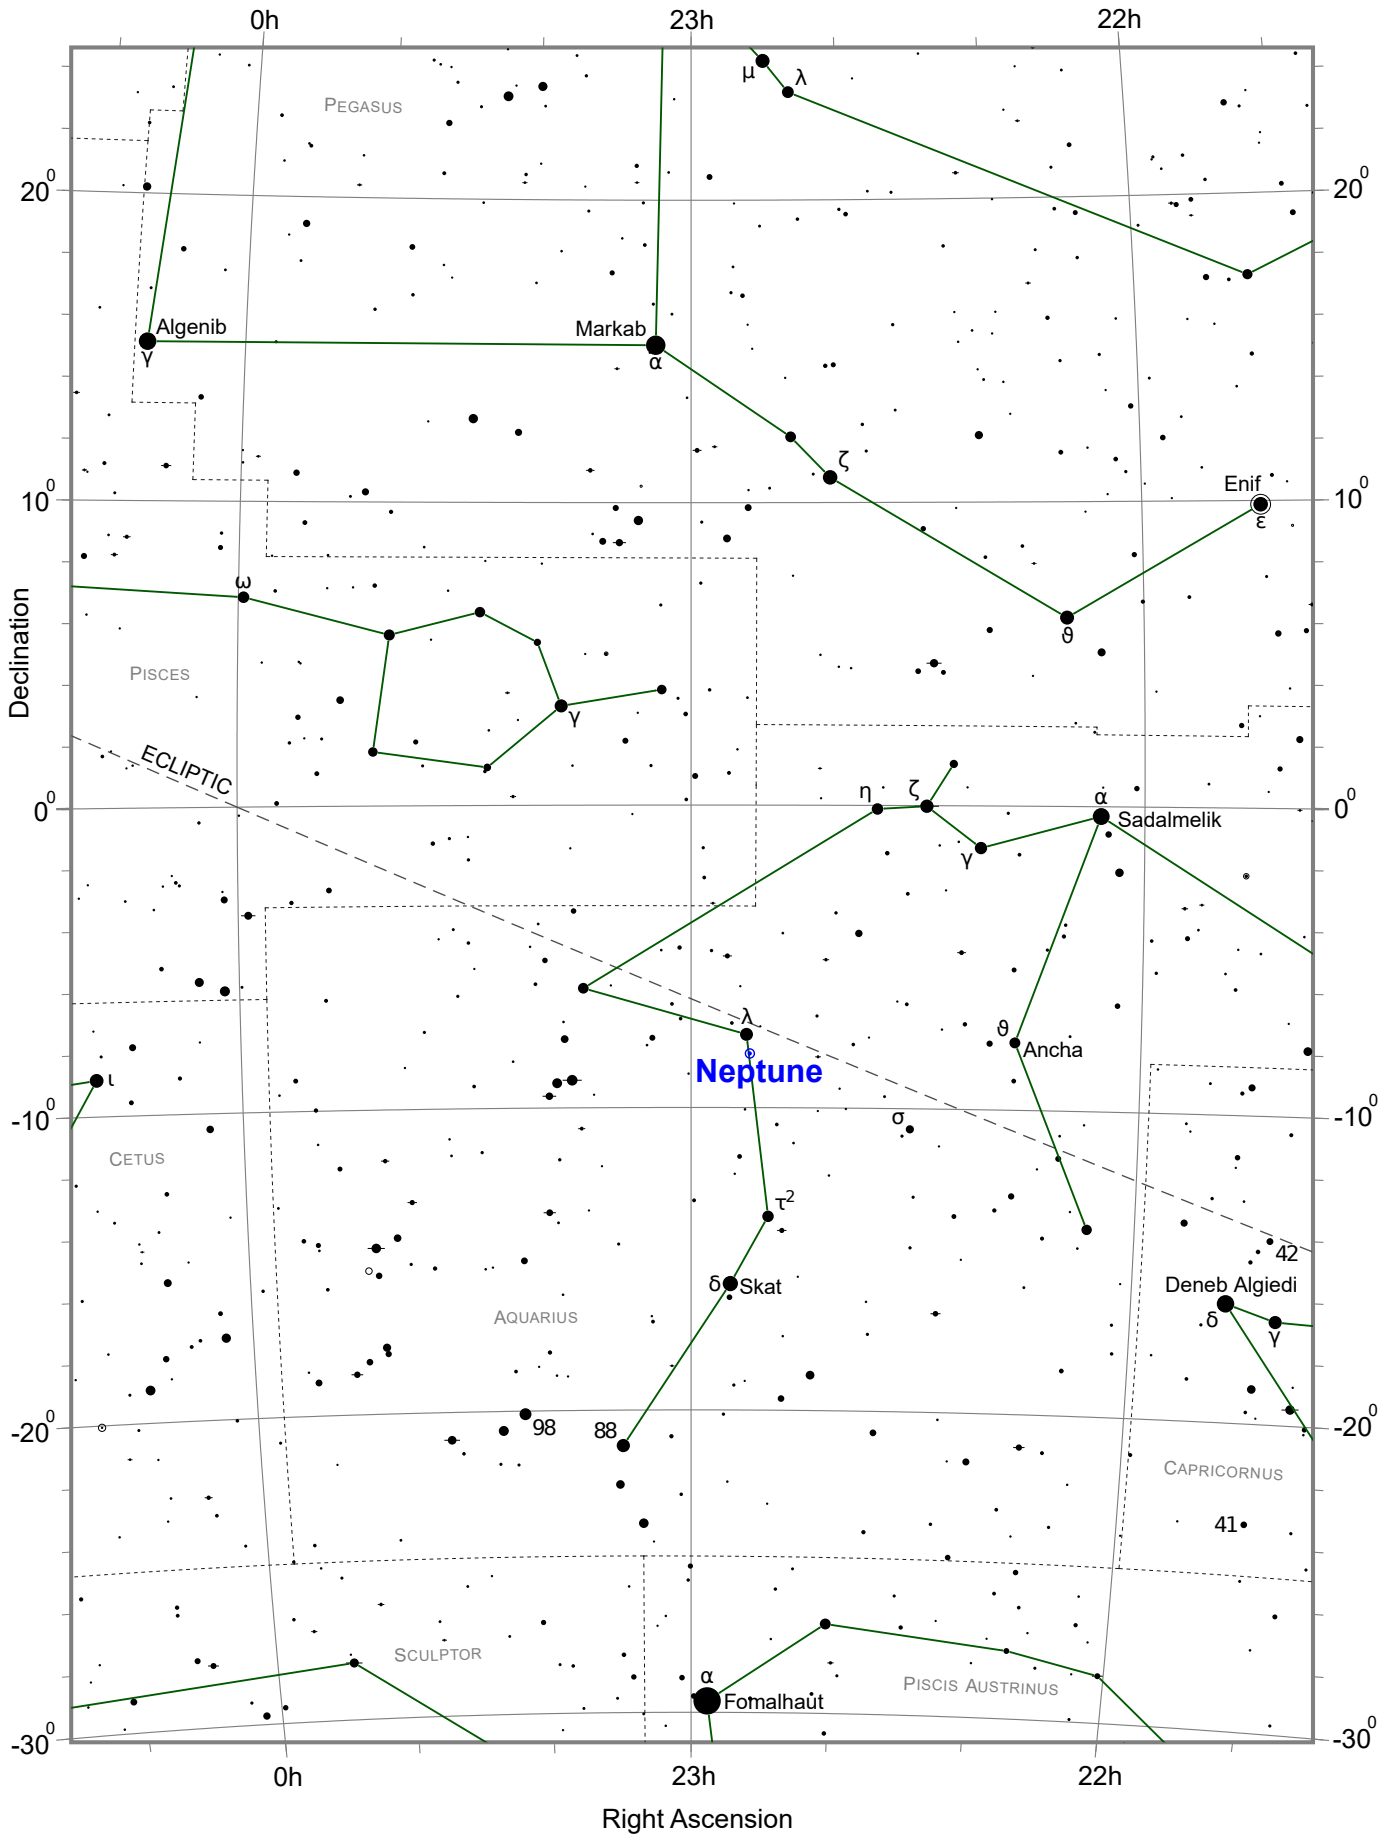 0h 23h 22h
μ λ
PEGASUS
20⁰ 20⁰
Algenib Markab
γ α
ζ
Enif
10⁰ 10⁰
ε
ω
ϑ
Declination
PISCES
γ
ECLIPTIC
η ζ α
0⁰ 0⁰
Sadalmelik
γ
λ
ϑ
Ancha
Neptune
ι
-10⁰ -10⁰
σ
CETUS
τ²
42
δ Skat Deneb Algiedi
AQUARIUS δ
γ
98 88
-20⁰ -20⁰
CAPRICORNUS
41
SCULPTOR
α
PISCIS AUSTRINUS
Fomalhaut
-30⁰ -30⁰
0h 23h 22h
Right Ascension